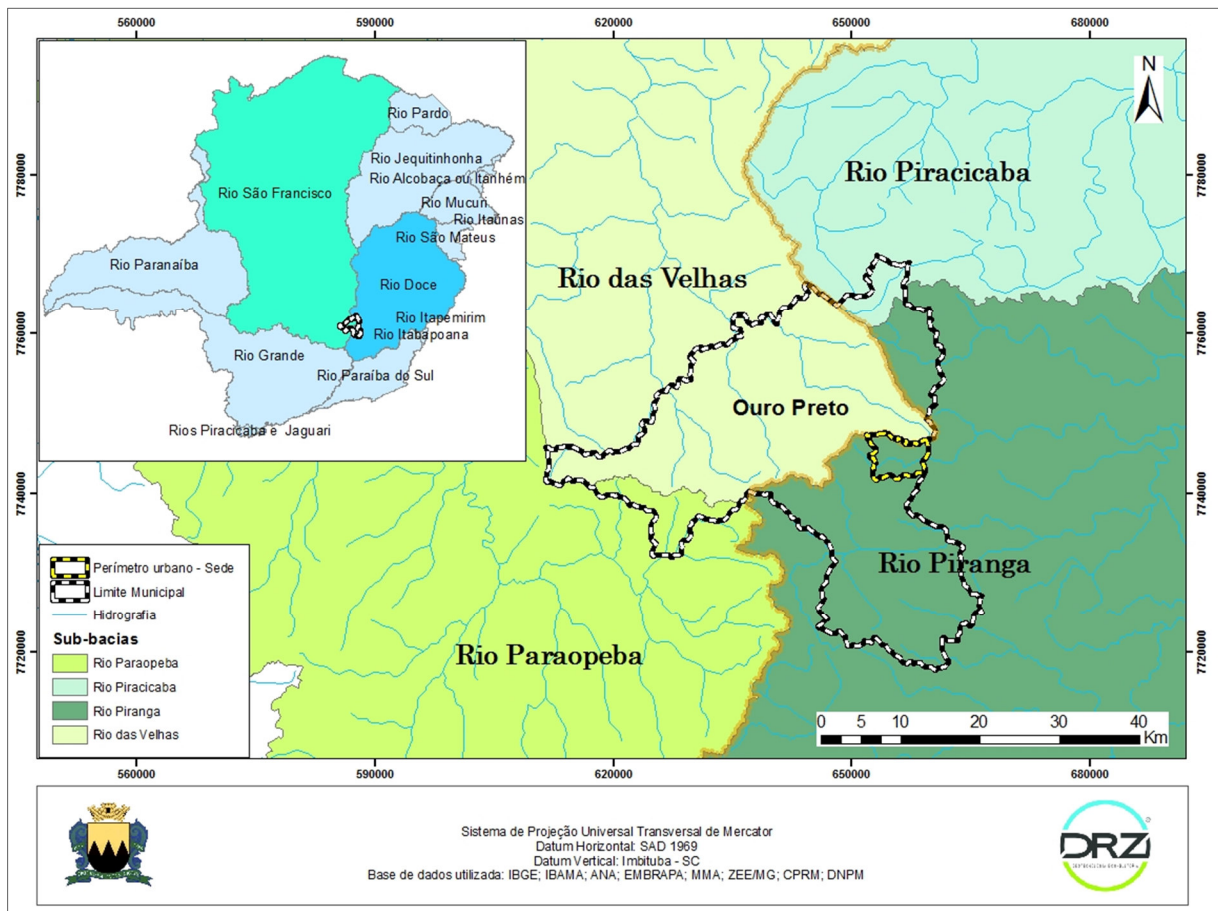 560000
590000
620000
650000
680000
7780000
7760000
7740000
7720000
7780000
7760000
7740000
7720000
Rio Pardo
Rio Jequitinhonha
Rio Alcobaça ou Itanhém
Rio São Francisco
Rio Mucuri
Rio Itaúnas
Rio São Mateus
Rio Paranaíba
Rio Doce
Rio Itapemirim
Rio Itabapoana
Rio Grande
Rio Paraíba do Sul
Rios Piracicaba e Jaguari
N
Rio Piracicaba
Rio das Velhas
Ouro Preto
Rio Piranga
Rio Paraopeba
Perímetro urbano - Sede
Limite Municipal
Hidrografia
Sub-bacias
Rio Paraopeba
Rio Piracicaba
Rio Piranga
Rio das Velhas
0 5 10 20 30 40
Km
560000
590000
620000
650000
680000
Sistema de Projeção Universal Transversal de Mercator
Datum Horizontal: SAD 1969
Datum Vertical: Imbituba - SC
Base de dados utilizada: IBGE; IBAMA; ANA; EMBRAPA; MMA; ZEE/MG; CPRM; DNPM
DRZ